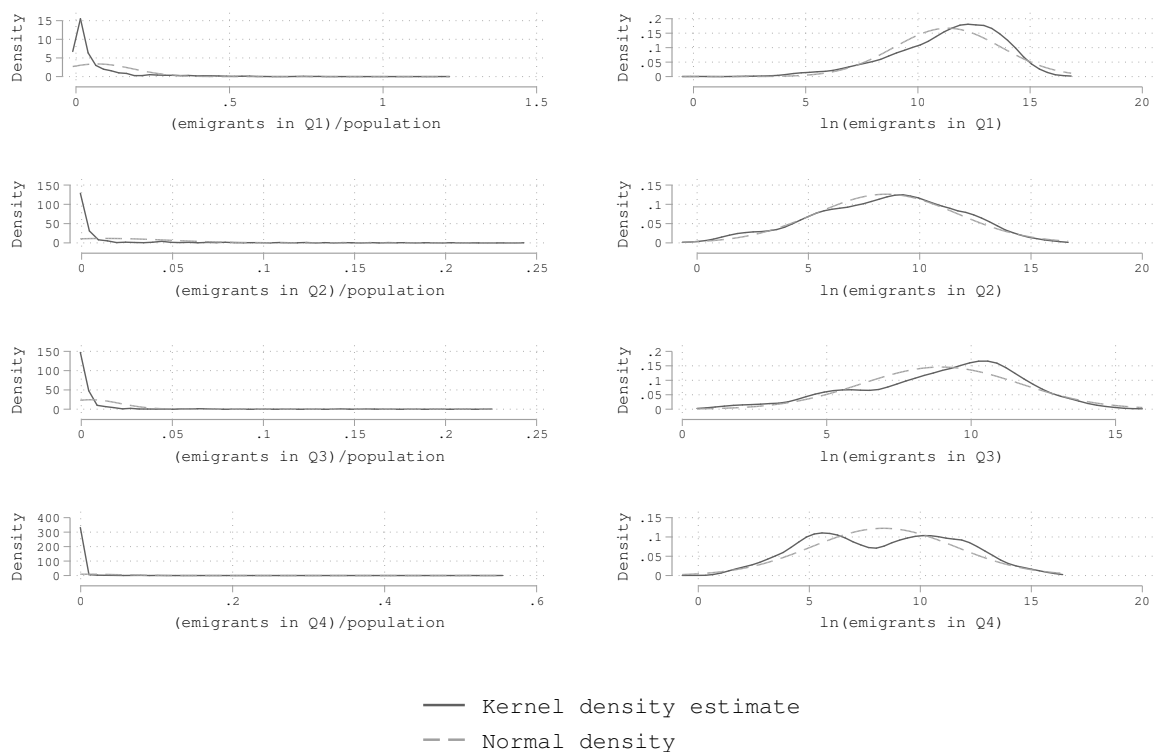 Density
15
10
5
0
0 .5 1 1.5
(emigrants in Q1)/population
Density
.2
.15
.1
.05
0
0 5 10 15 20
ln(emigrants in Q1)
Density
150
100
50
0
0 .05 .1 .15 .2 .25
(emigrants in Q2)/population
Density
.15
.1
.05
0
0 5 10 15 20
ln(emigrants in Q2)
Density
150
100
50
0
0 .05 .1 .15 .2 .25
(emigrants in Q3)/population
Density
.2
.15
.1
.05
0
0 5 10 15
ln(emigrants in Q3)
Density
400
300
200
100
0
0 .2 .4 .6
(emigrants in Q4)/population
Density
.15
.1
.05
0
0 5 10 15 20
ln(emigrants in Q4)
Kernel density estimate
Normal density